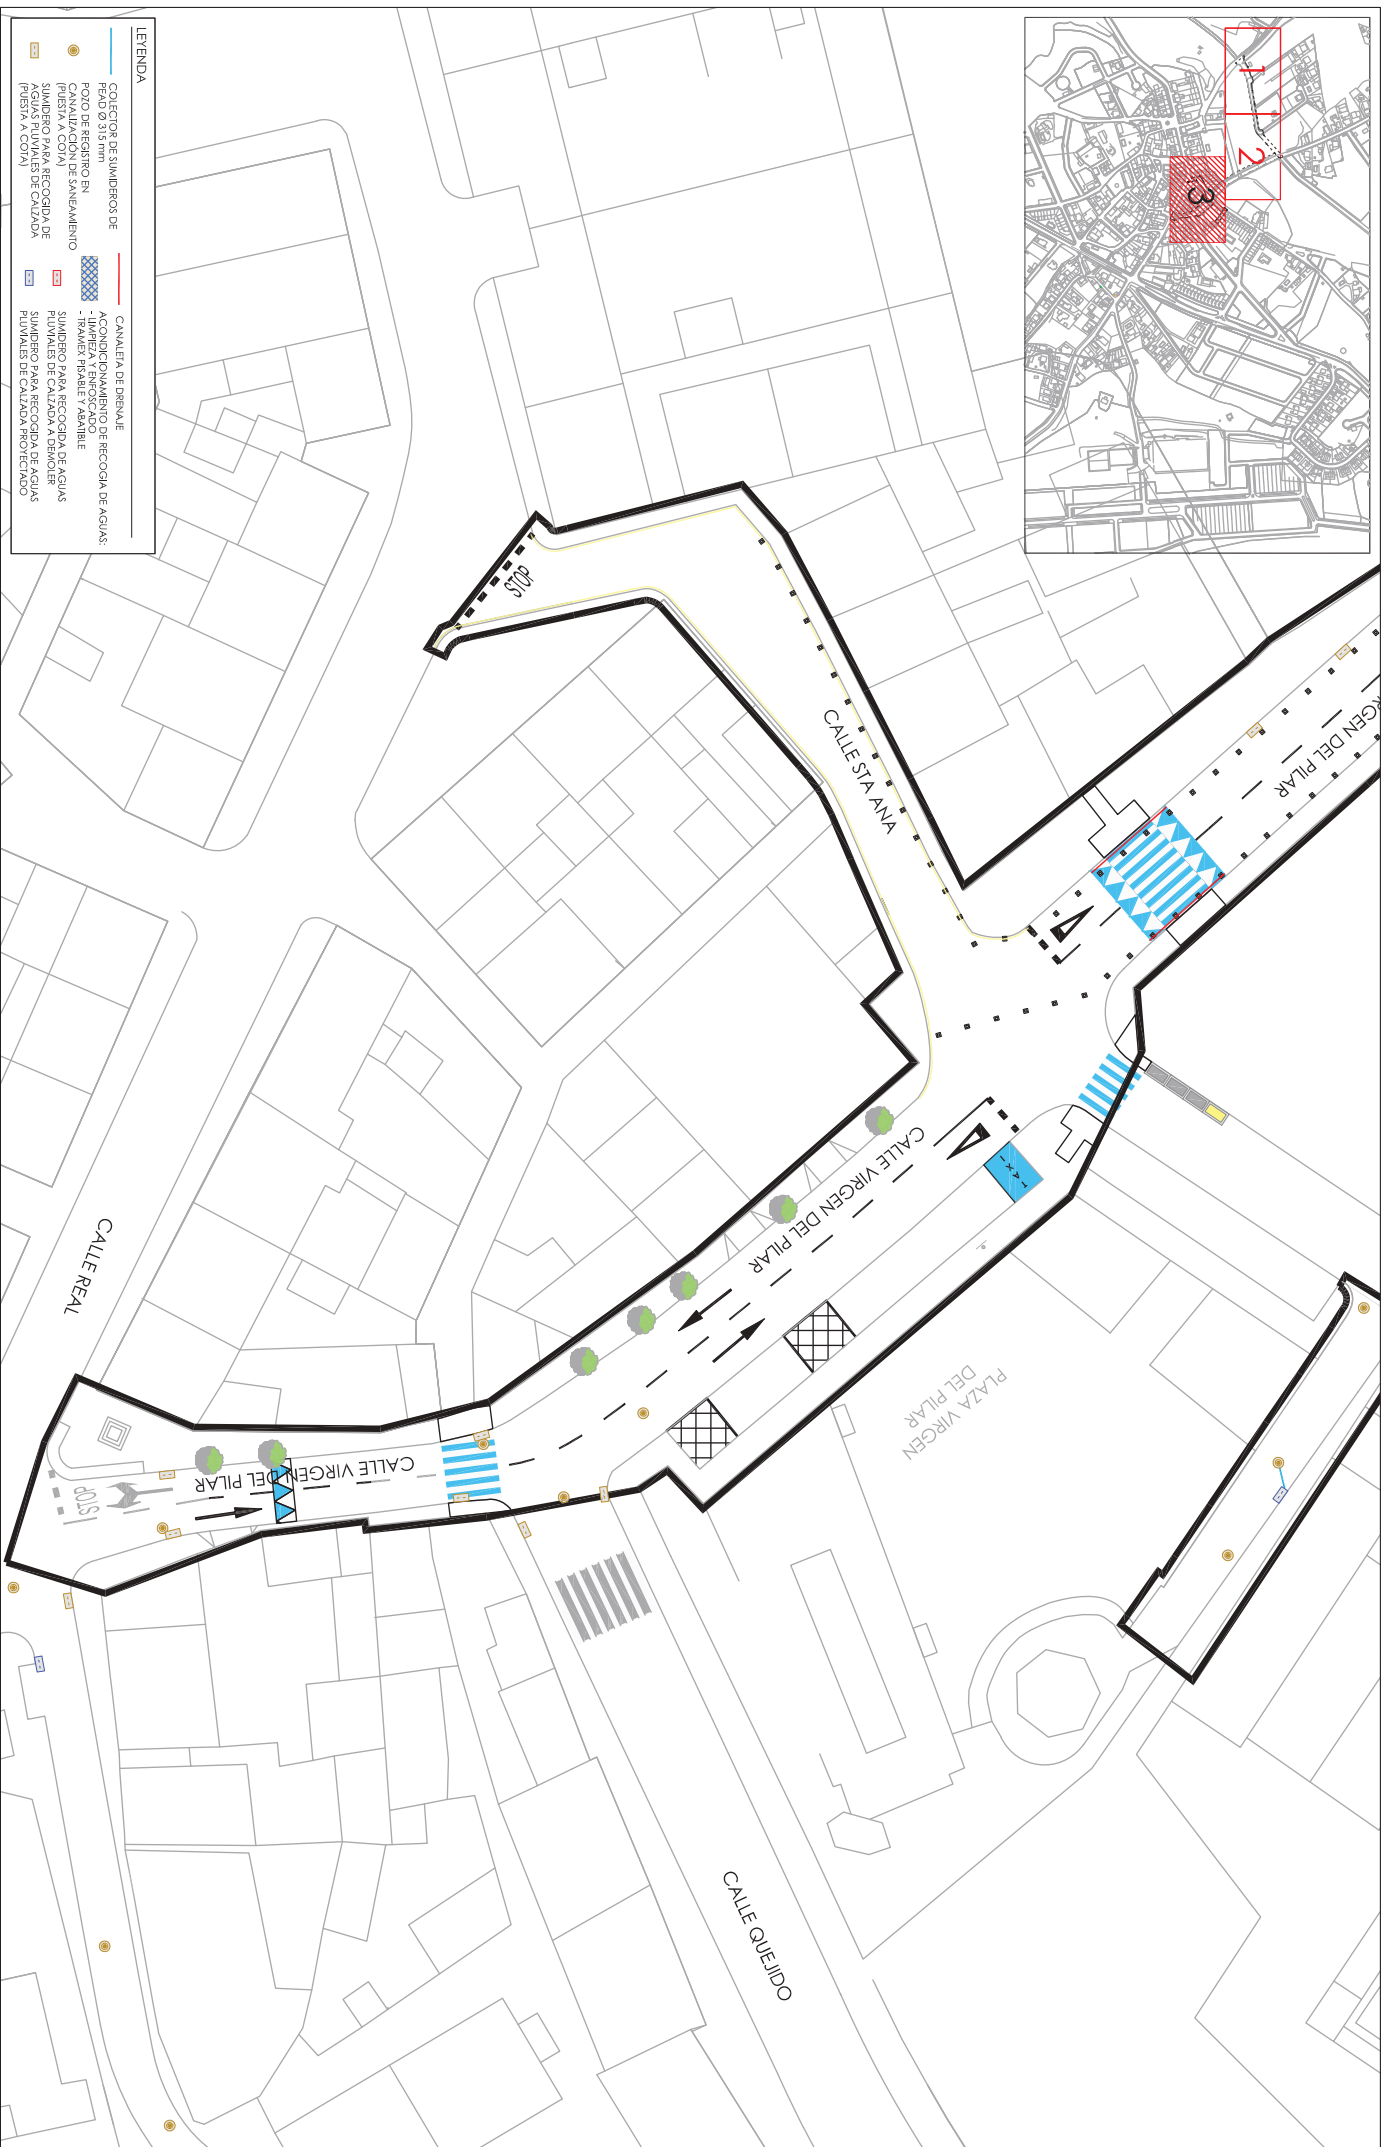 LEYENDA
COLECTOR DE SUMIDEROS DE
PEAD Ø 315 mm
POZO DE REGISTRO EN
CANALIZACIÓN DE SANEAMIENTO
(PUESTA A COTA)
SUMIDERO PARA RECOGIDA DE
AGUAS PLUVIALES DE CALZADA
(PUESTA A COTA)
CANALETA DE DRENAJE
ACONDICIONAMIENTO DE RECOGIA DE AGUAS:
- LIMPIEZA Y ENFOSCADO
- TRAMEX PISABLE Y ABATIBLE
SUMIDERO PARA RECOGIDA DE AGUAS
PLUVIALES DE CALZADA A DEMOLER
SUMIDERO PARA RECOGIDA DE AGUAS
PLUVIALES DE CALZADA PROYECTADO
1
2
3
STOP
CALLE STA ANA
RGEN DEL PILAR
CALLE VIRGEN DEL PILAR
TAXI
PLAZA VIRGEN
DEL PILAR
CALLE REAL
CALLE VIRGEN DEL PILAR
STOP
CALLE QUEJIDO